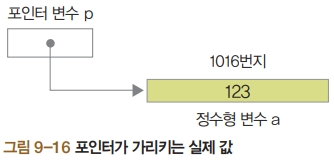 포인터 변수 p
1016번지
123
정수형 변수 a
그림 9-16 포인터가 가리키는 실제 값